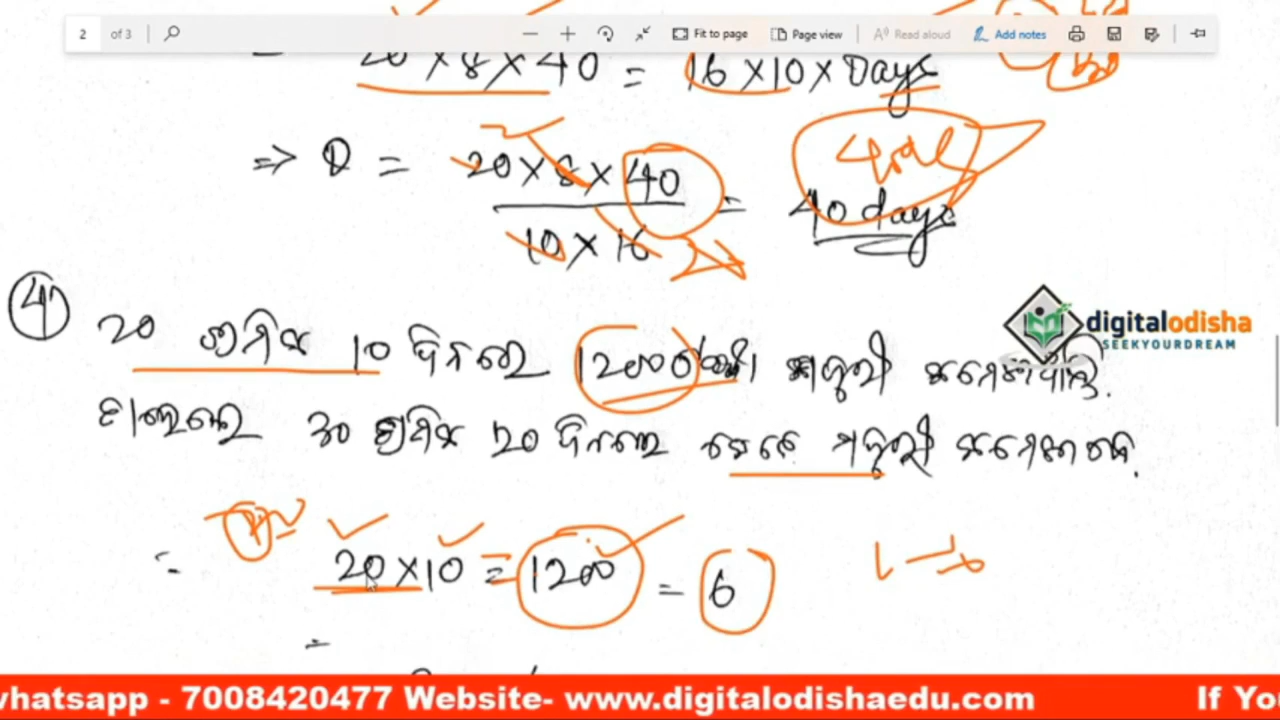 2 of 3 Fit to page Page view Read aloud Add notes
20 × 8 × 40 = 16 × 10 × Days
⇒ D = 20 × 8 × 40 / 10 × 16 = 40 days
④ 20 ଶ୍ରମିକ 10 ଦିନରେ 1200 ଟଙ୍କା ମଜୁରୀ
digitalodisha
SEEKYOURDREAM
ତାହେଲେ 30 ଶ୍ରମିକ 20 ଦିନରେ କେତେ ମଜୁରୀ
= 20 × 10 = 1200 = 6
=
whatsapp - 7008420477 Website- www.digitalodishaedu.com If Yo